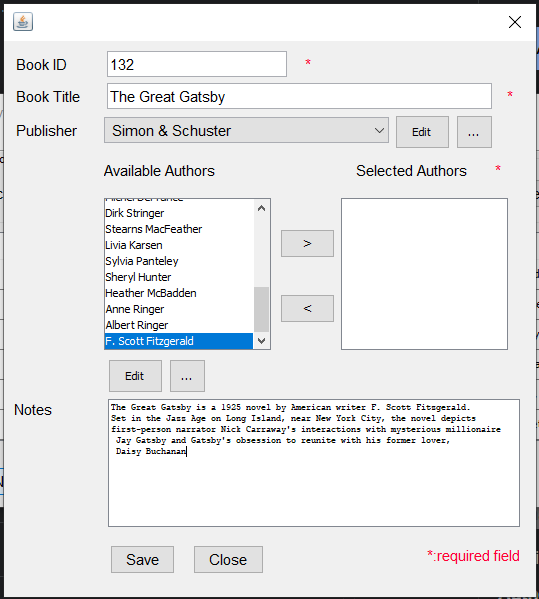 Book ID
132
*
Book Title
The Great Gatsby
*
Publisher
Simon & Schuster
Edit
...
Available Authors
Selected Authors *
Dirk Stringer
Stearns MacFeather
Livia Karsen
Sylvia Panteley
Sheryl Hunter
Heather McBadden
Anne Ringer
Albert Ringer
F. Scott Fitzgerald
>
<
Edit
...
Notes
The Great Gatsby is a 1925 novel by American writer F. Scott Fitzgerald.
Set in the Jazz Age on Long Island, near New York City, the novel depicts
first-person narrator Nick Carraway's interactions with mysterious millionaire
Jay Gatsby and Gatsby's obsession to reunite with his former lover,
Daisy Buchanan
Save
Close
*:required field